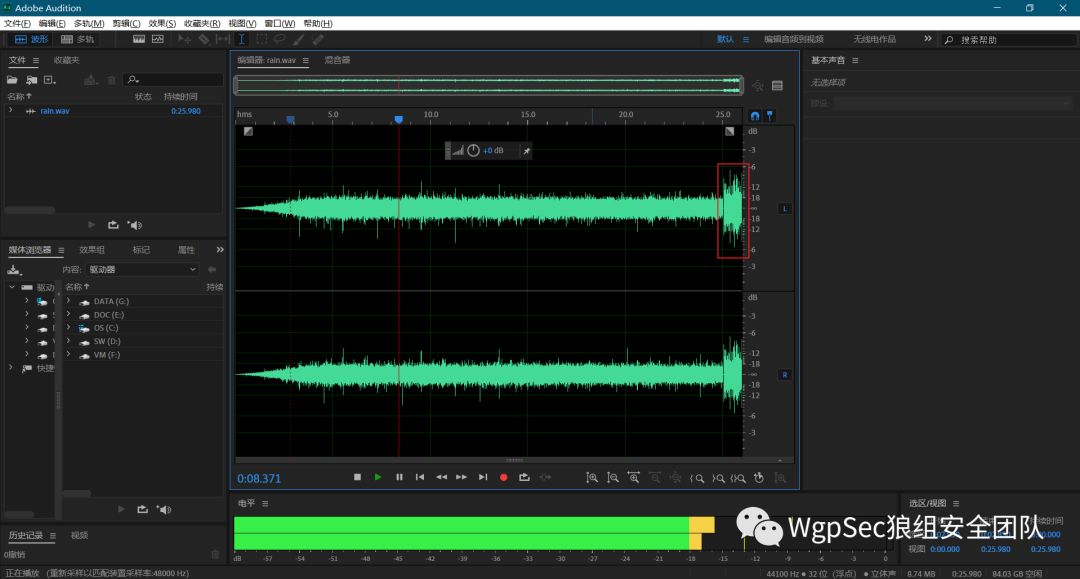 Adobe Audition
文件(F) 编辑(E) 多轨(M) 剪辑(C) 效果(S) 收藏夹(R) 视图(V) 窗口(W) 帮助(H)
波形 多轨 默认 编辑音频到视频 无线电作品 搜索帮助
文件 收藏夹
名称 状态 持续时间
rain.wav 0:25.980
编辑器: rain.wav 混音器
基本声音
无选择项
预设:
hms 5.0 10.0 15.0 20.0 25.0
+0 dB
dB
-3
-6
-12
-18
-∞
-18
-12
-6
-3
L
dB
-3
-6
-12
-18
-∞
-18
-12
-6
-3
R
媒体浏览器 效果组 标记 属性
内容: 驱动器
驱动 名称 持续
DATA (G:)
DOC (E:)
OS (C:)
SW (D:)
VM (F:)
快捷
0:08.371
历史记录 视频
0撤销
电平
dB -57 -54 -51 -48 -45 -42 -39 -36 -33 -30 -27 -24 -21 -18 -15 -12 -9 -6 -3 0
选区/视图
持续时间
视图 0:00.000 0:25.980 0:25.980
WgpSec狼组安全团队
正在播放 (重新采样以匹配装置采样率:48000 Hz)
44100 Hz • 32 位 (浮点) • 立体声 8.74 MB 0:25.980 84.03 GB 空闲